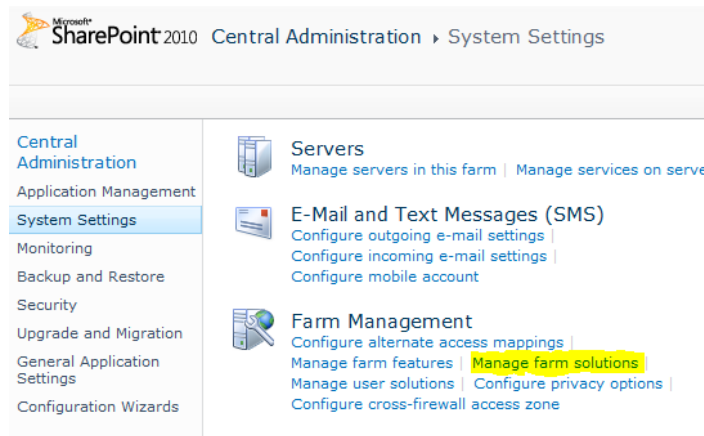 Microsoft
SharePoint 2010 Central Administration ▸ System Settings
Central
Administration
Application Management
System Settings
Monitoring
Backup and Restore
Security
Upgrade and Migration
General Application
Settings
Configuration Wizards
Servers
Manage servers in this farm | Manage services on serve
E-Mail and Text Messages (SMS)
Configure outgoing e-mail settings |
Configure incoming e-mail settings |
Configure mobile account
Farm Management
Configure alternate access mappings |
Manage farm features | Manage farm solutions |
Manage user solutions | Configure privacy options |
Configure cross-firewall access zone